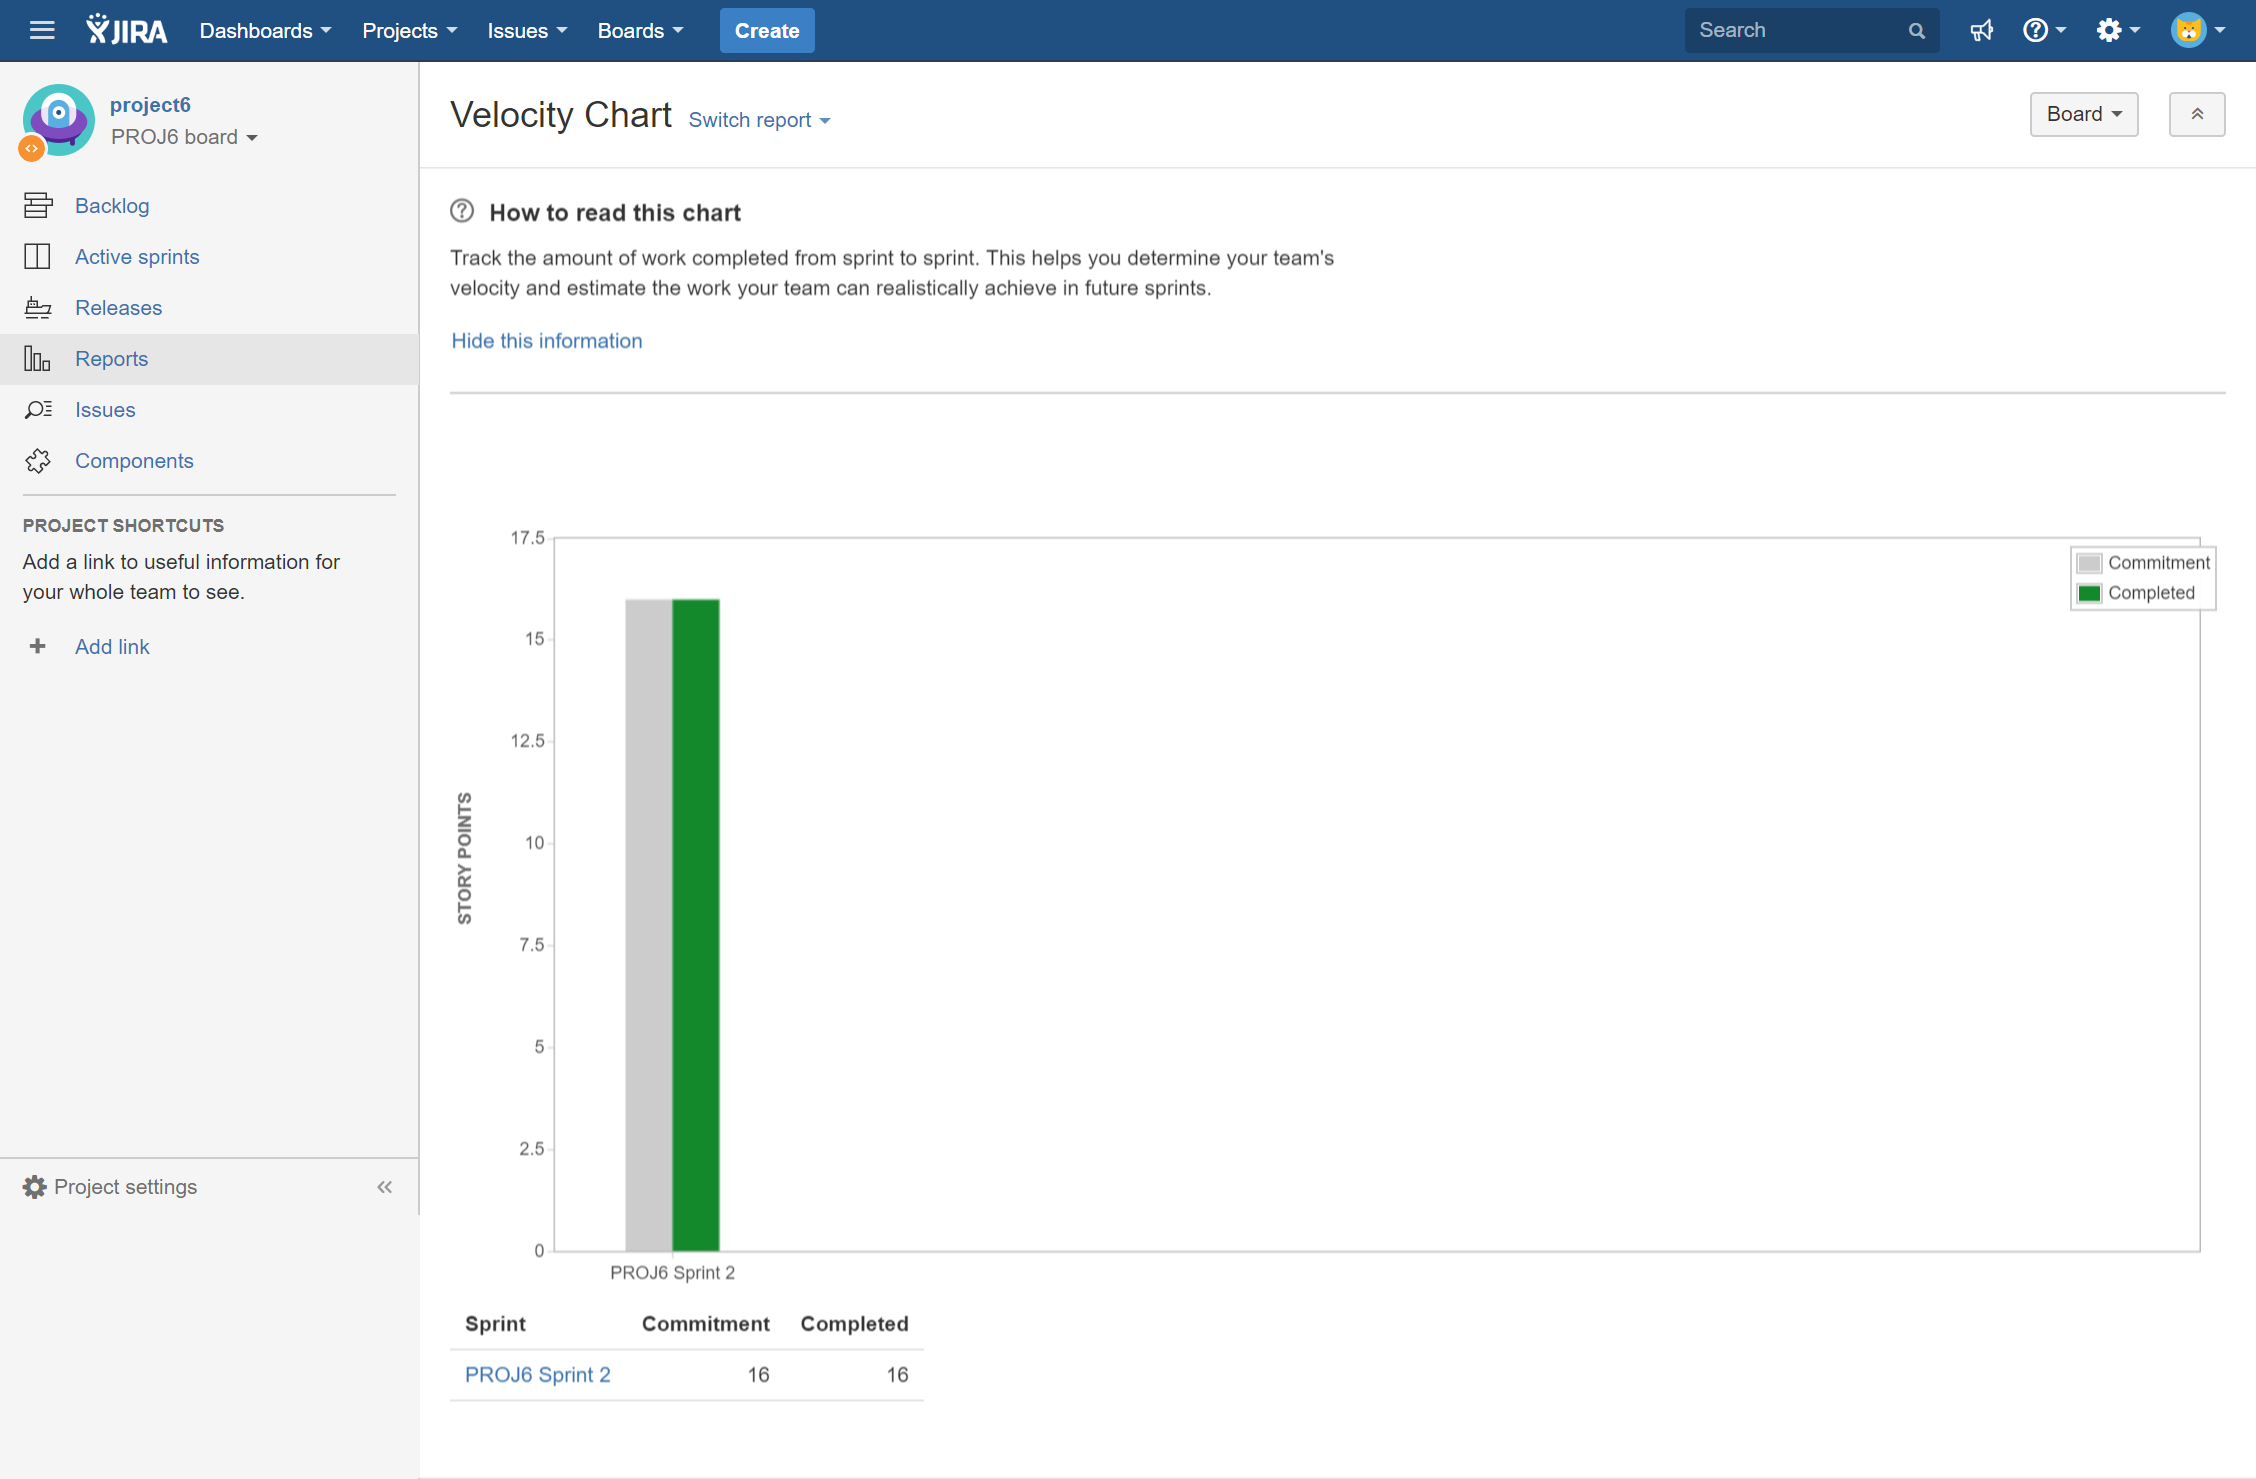 JIRA Dashboards Projects Issues Boards Create Search
project6
PROJ6 board
Backlog
Active sprints
Releases
Reports
Issues
Components
PROJECT SHORTCUTS
Add a link to useful information for
your whole team to see.
Add link
Project settings
Velocity Chart Switch report Board
How to read this chart
Track the amount of work completed from sprint to sprint. This helps you determine your team's
velocity and estimate the work your team can realistically achieve in future sprints.
Hide this information
17.5
15
12.5
10
7.5
5
2.5
0
STORY POINTS
Commitment
Completed
PROJ6 Sprint 2
Sprint Commitment Completed
PROJ6 Sprint 2 16 16